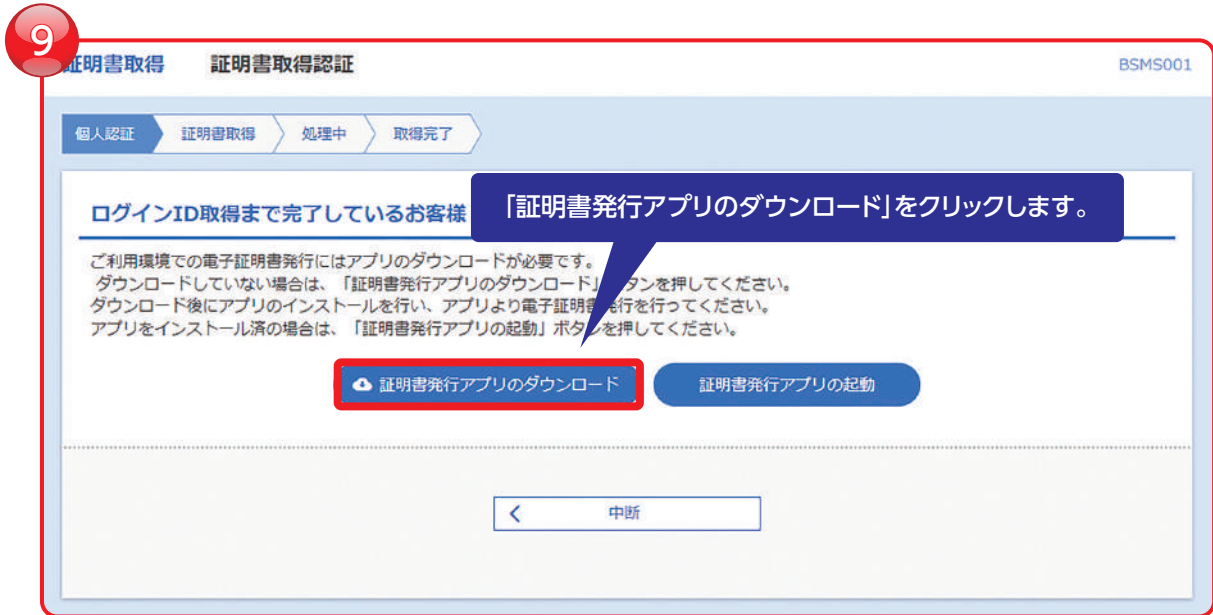 9
証明書取得 証明書取得認証 BSMS001
個人認証 証明書取得 処理中 取得完了
ログインID取得まで完了しているお客様
「証明書発行アプリのダウンロード」をクリックします。
ご利用環境での電子証明書発行にはアプリのダウンロードが必要です。
ダウンロードしていない場合は、「証明書発行アプリのダウンロード」ボタンを押してください。
ダウンロード後にアプリのインストールを行い、アプリより電子証明書発行を行ってください。
アプリをインストール済の場合は、「証明書発行アプリの起動」ボタンを押してください。
証明書発行アプリのダウンロード 証明書発行アプリの起動
中断